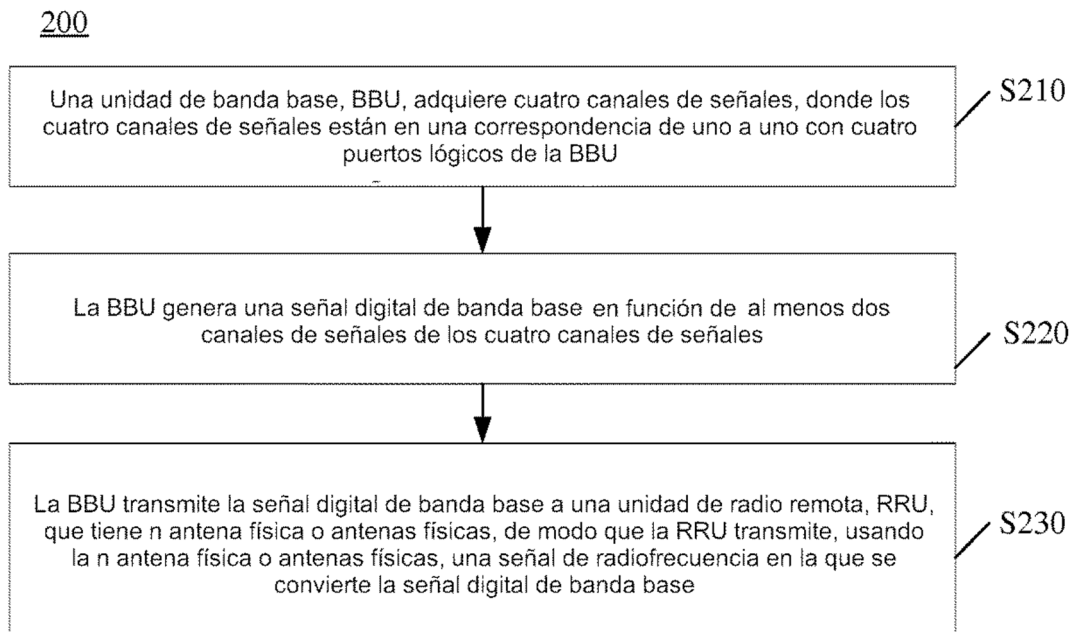 200
Una unidad de banda base, BBU, adquiere cuatro canales de señales, donde los
cuatro canales de señales están en una correspondencia de uno a uno con cuatro
puertos lógicos de la BBU
S210
La BBU genera una señal digital de banda base en función de al menos dos
canales de señales de los cuatro canales de señales
S220
La BBU transmite la señal digital de banda base a una unidad de radio remota, RRU,
que tiene n antena física o antenas físicas, de modo que la RRU transmite, usando
la n antena física o antenas físicas, una señal de radiofrecuencia en la que se
convierte la señal digital de banda base
S230